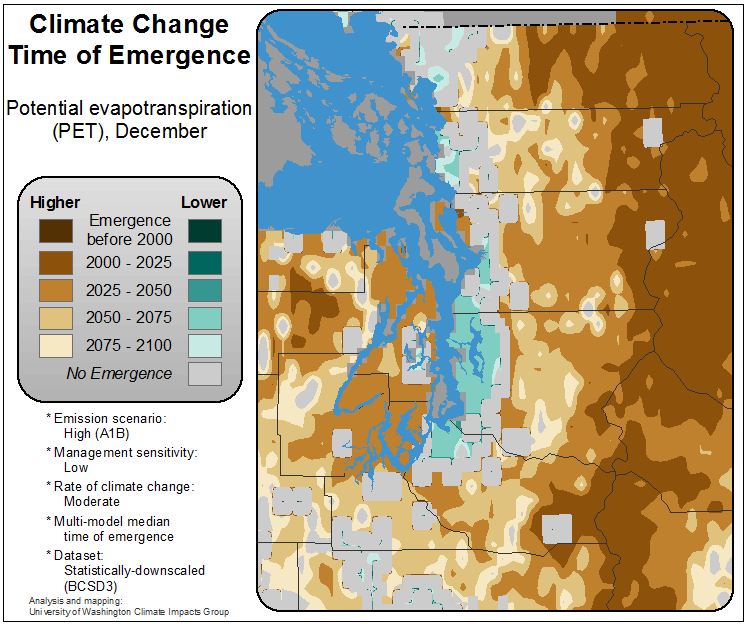 Climate Change
Time of Emergence
Potential evapotranspiration
(PET), December
Higher
Lower
Emergence
before 2000
2000 - 2025
2025 - 2050
2050 - 2075
2075 - 2100
No Emergence
* Emission scenario:
High (A1B)
* Management sensitivity:
Low
* Rate of climate change:
Moderate
* Multi-model median
time of emergence
* Dataset:
Statistically-downscaled
(BCSD3)
Analysis and mapping:
University of Washington Climate Impacts Group